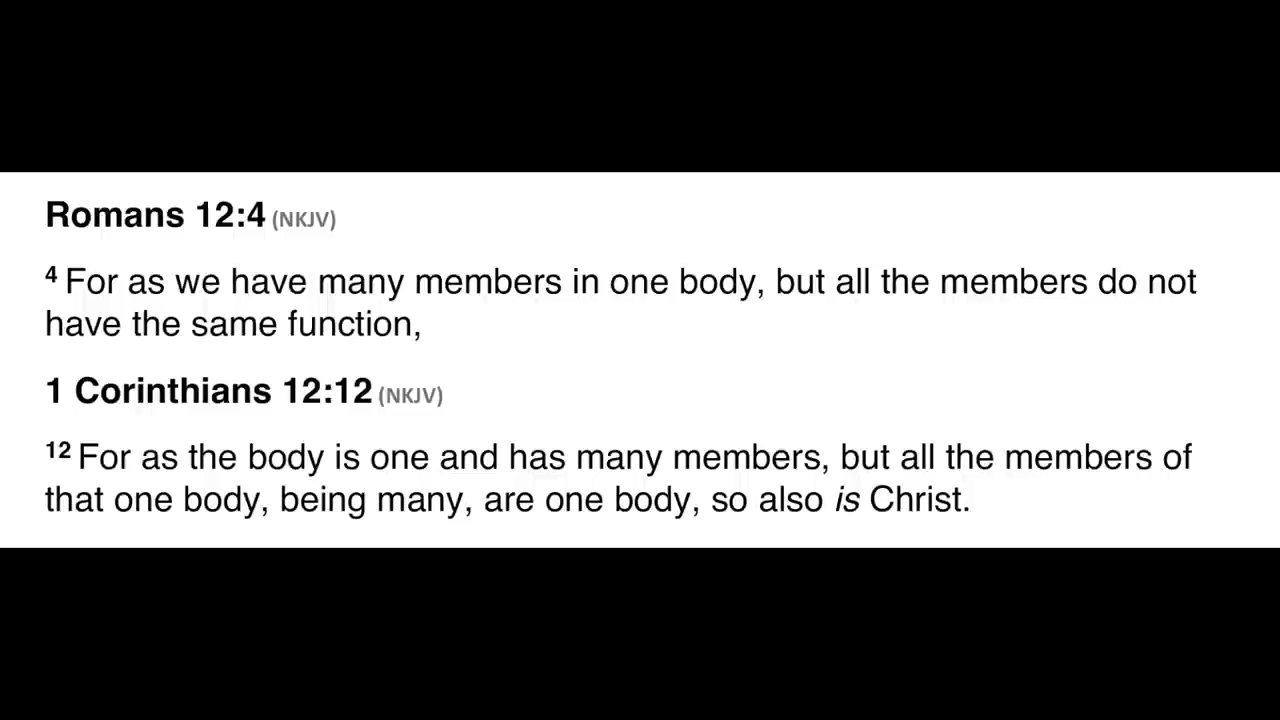 Romans 12:4 (NKJV)
4 For as we have many members in one body, but all the members do not
have the same function,
1 Corinthians 12:12 (NKJV)
12 For as the body is one and has many members, but all the members of
that one body, being many, are one body, so also is Christ.